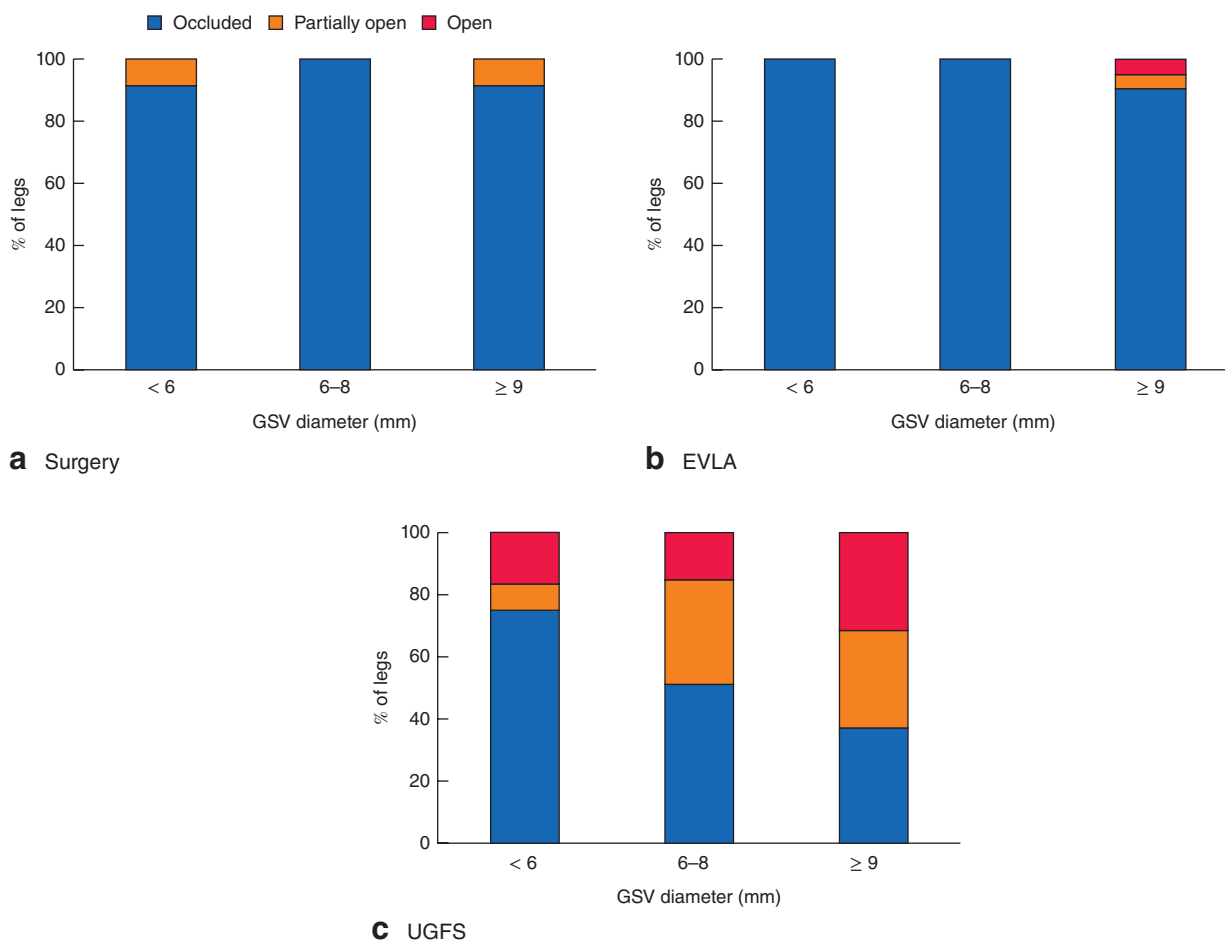 Occluded Partially open Open
100
80
60
40
20
0
% of legs
< 6 6–8 ≥ 9
GSV diameter (mm)
a Surgery
100
80
60
40
20
0
% of legs
< 6 6–8 ≥ 9
GSV diameter (mm)
b EVLA
100
80
60
40
20
0
% of legs
< 6 6–8 ≥ 9
GSV diameter (mm)
c UGFS